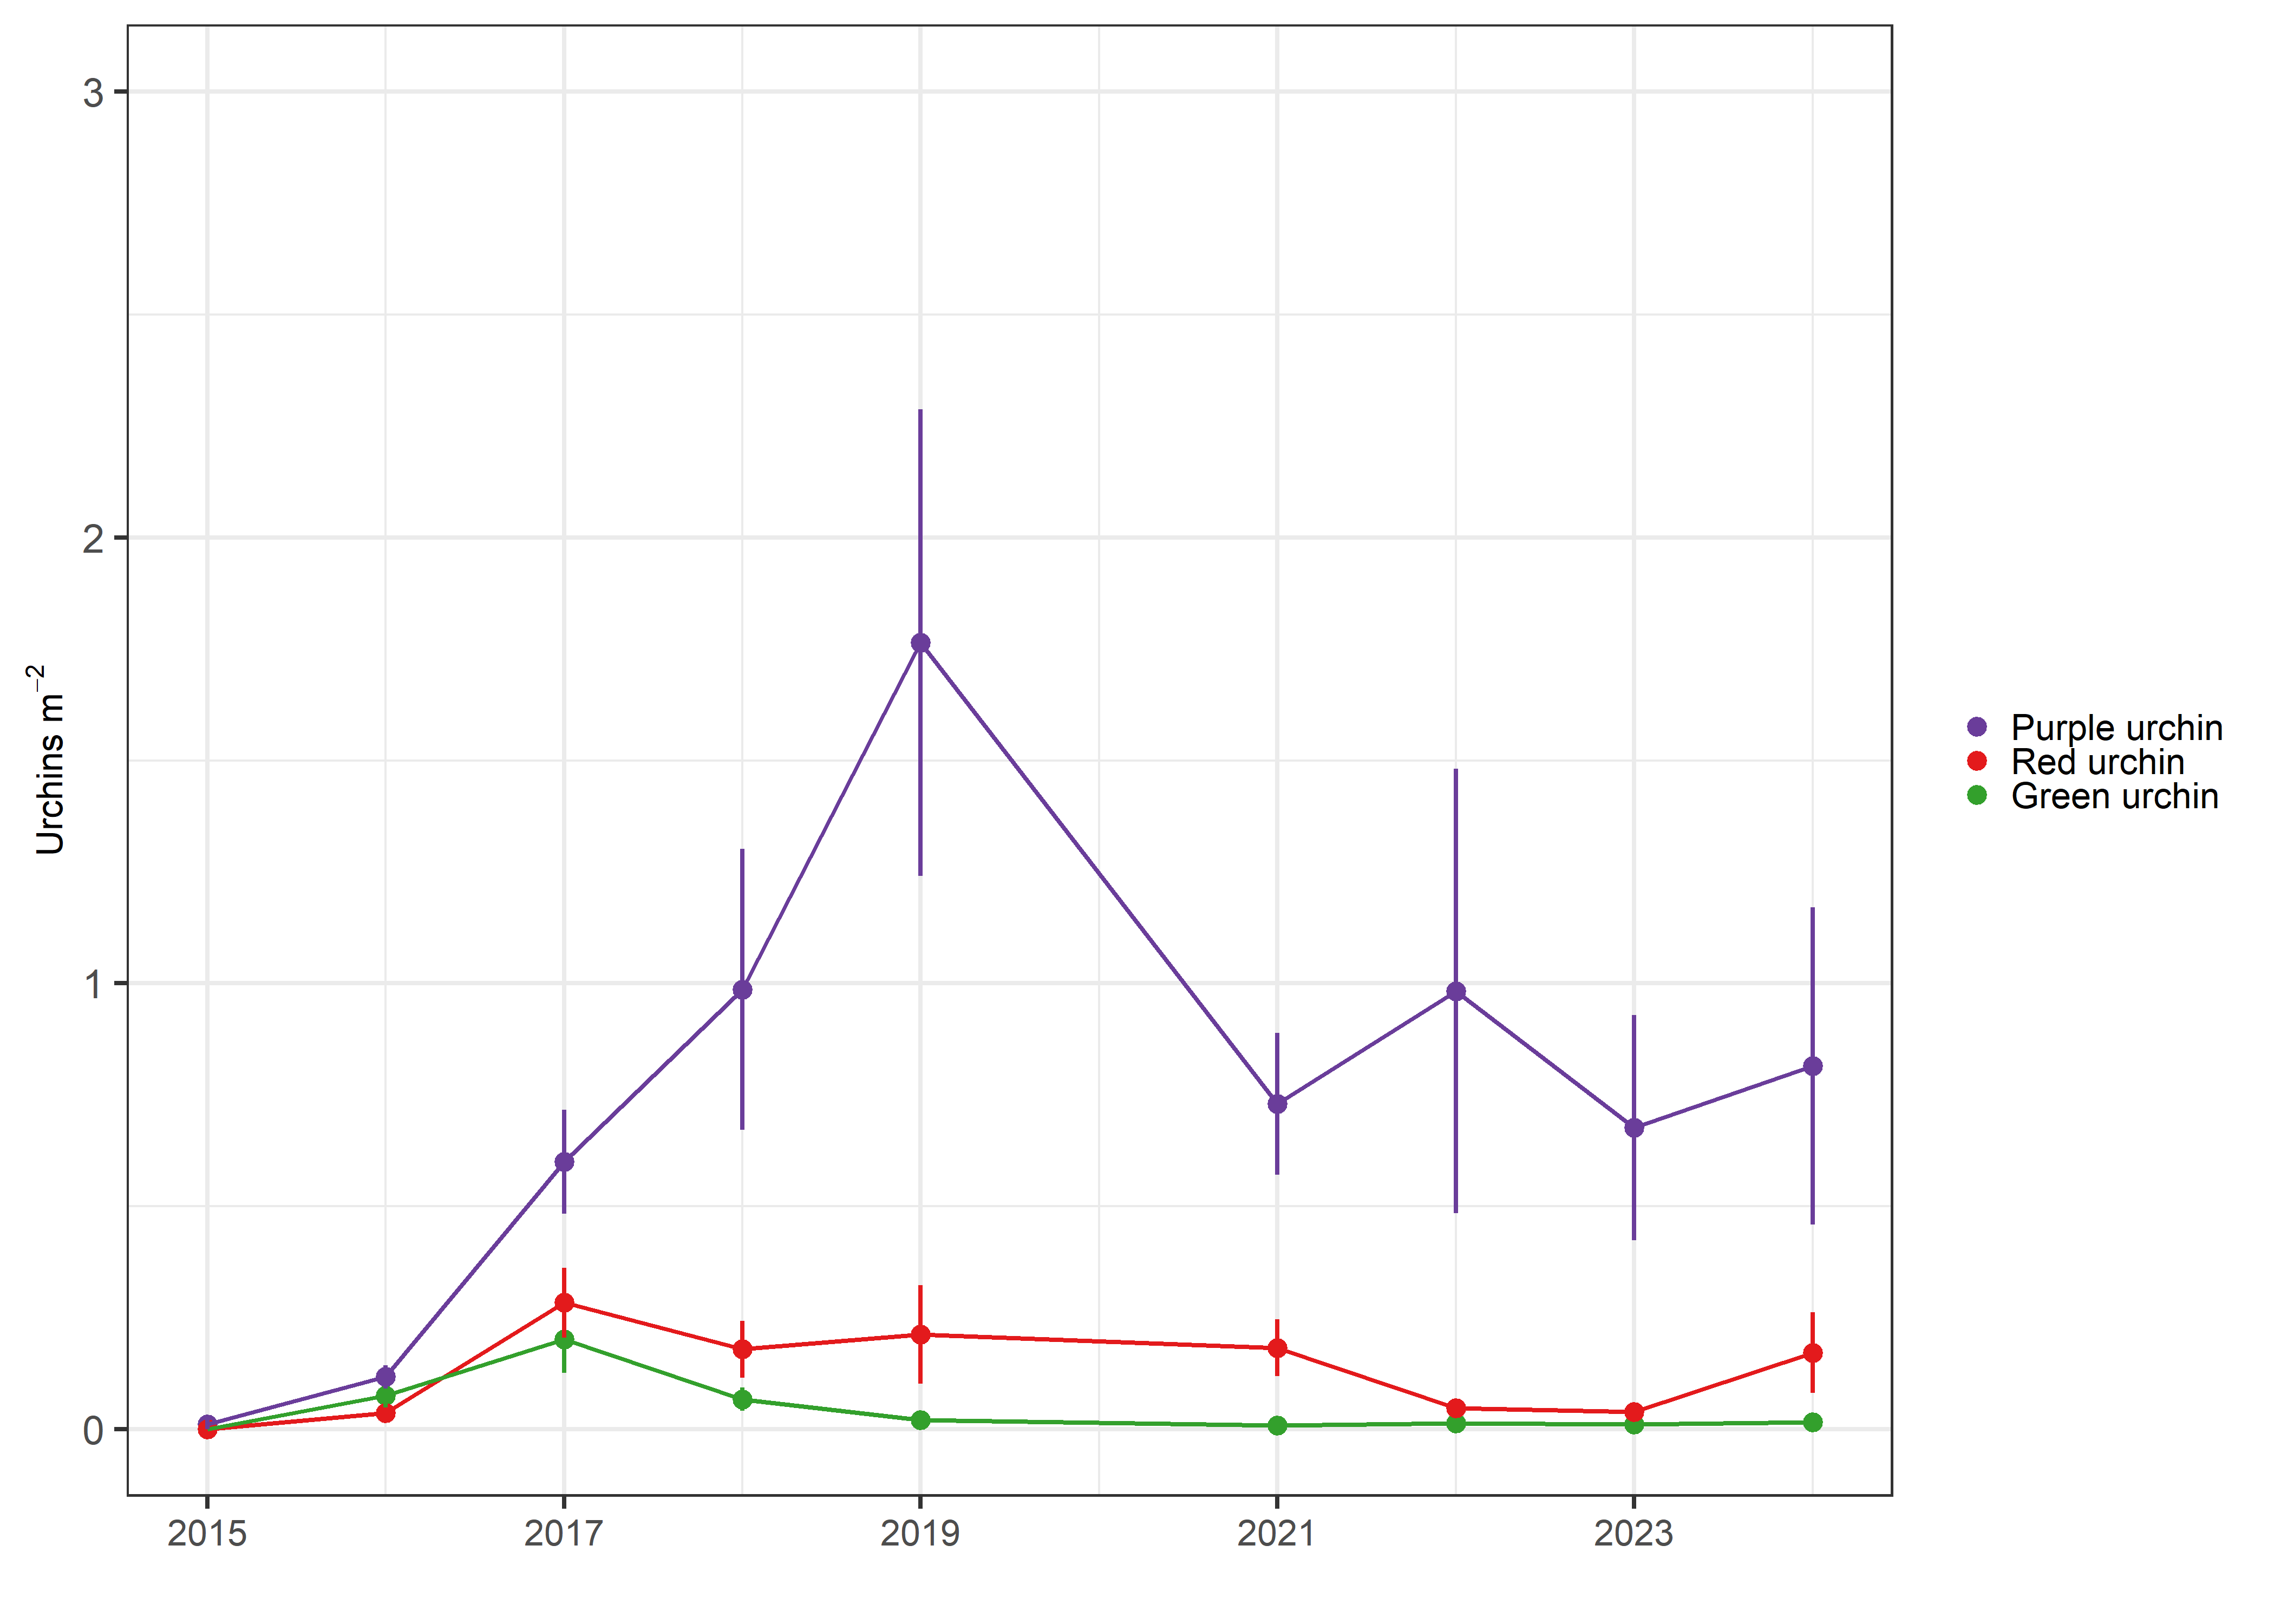 3
2
1
0
Urchins m⁻²
2015 2017 2019 2021 2023
Purple urchin
Red urchin
Green urchin